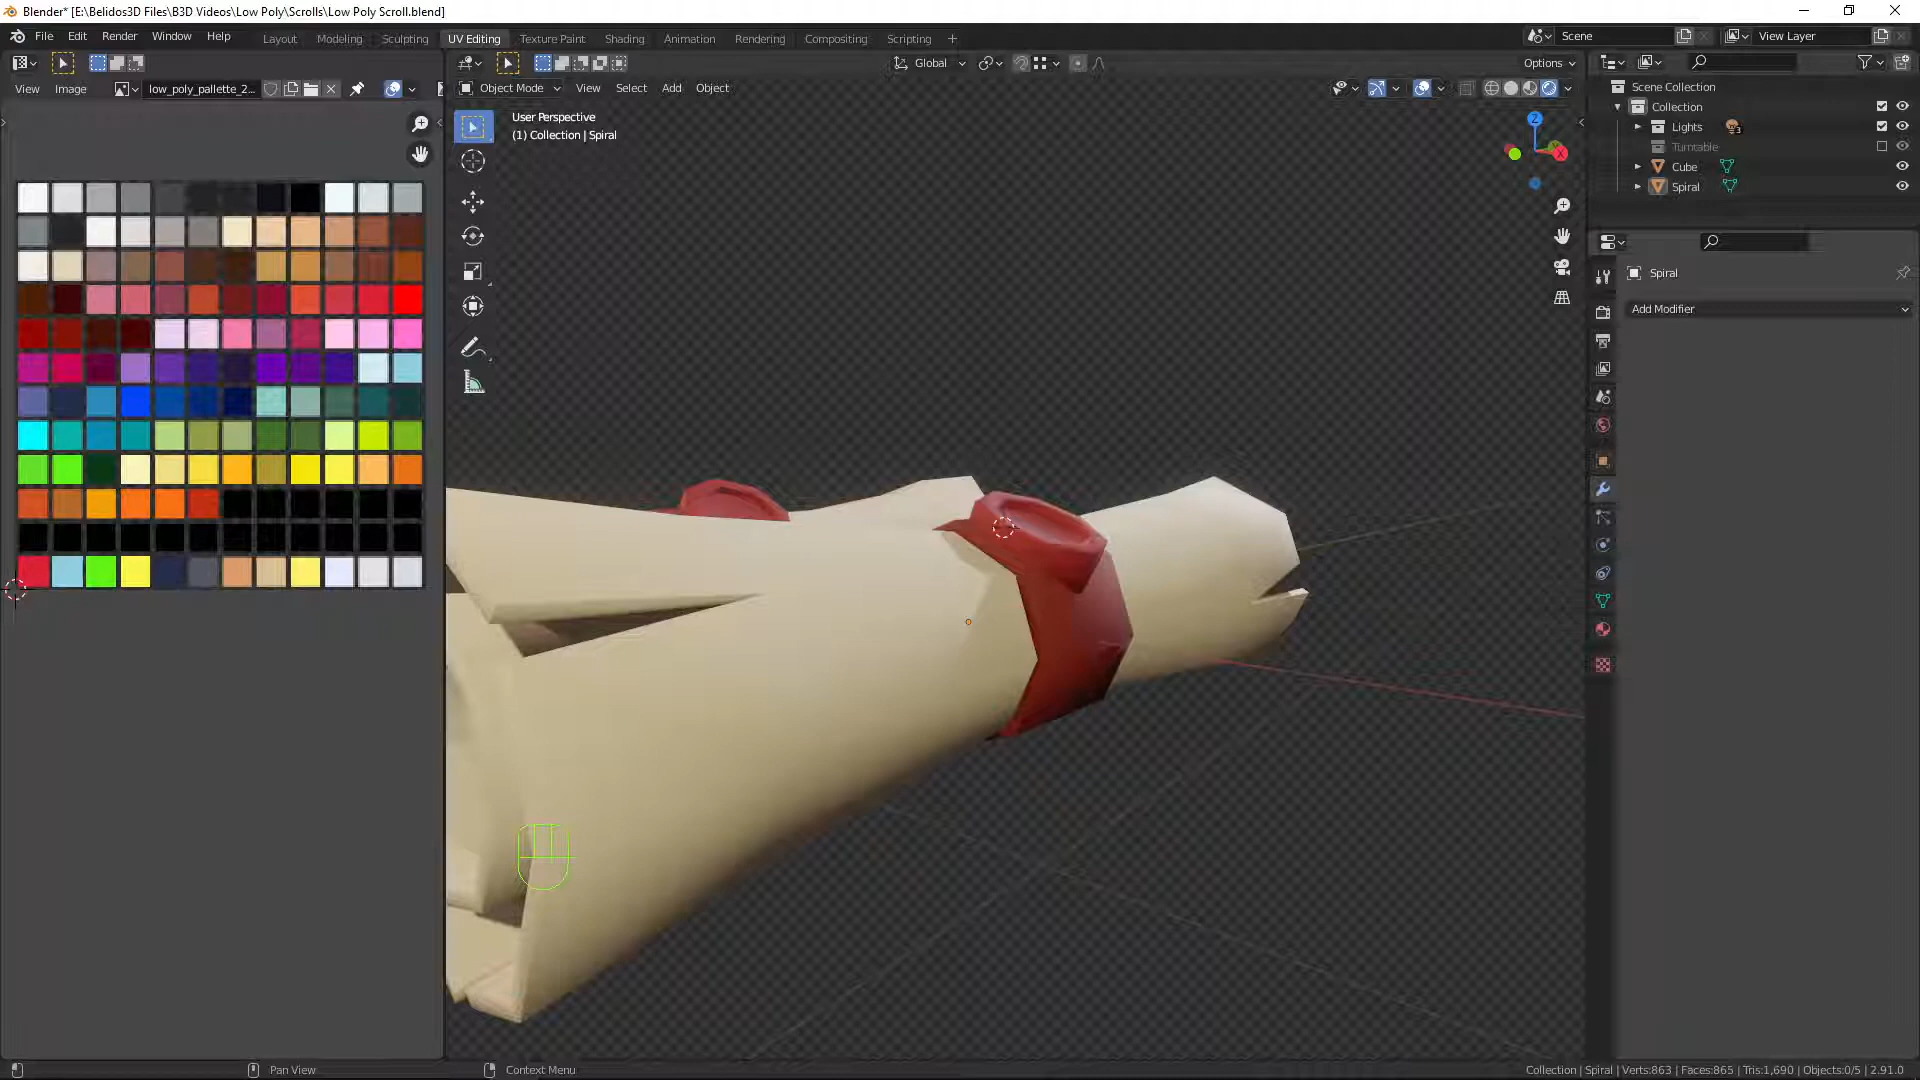 Blender* [E:\Belidos3D Files\B3D Videos\Low Poly\Scrolls\Low Poly Scroll.blend]
File Edit Render Window Help Layout Modeling Sculpting UV Editing Texture Paint Shading Animation Rendering Compositing Scripting
Scene
View Layer
Global
Options
View Image
low_poly_pallette_2...
Object Mode View Select Add Object
User Perspective
(1) Collection | Spiral
Z
X
Scene Collection
Collection
Lights
3
Turntable
Cube
Spiral
Spiral
Add Modifier
Pan View
Context Menu
Collection | Spiral | Verts:863 | Faces:865 | Tris:1,690 | Objects:0/5 | 2.91.0